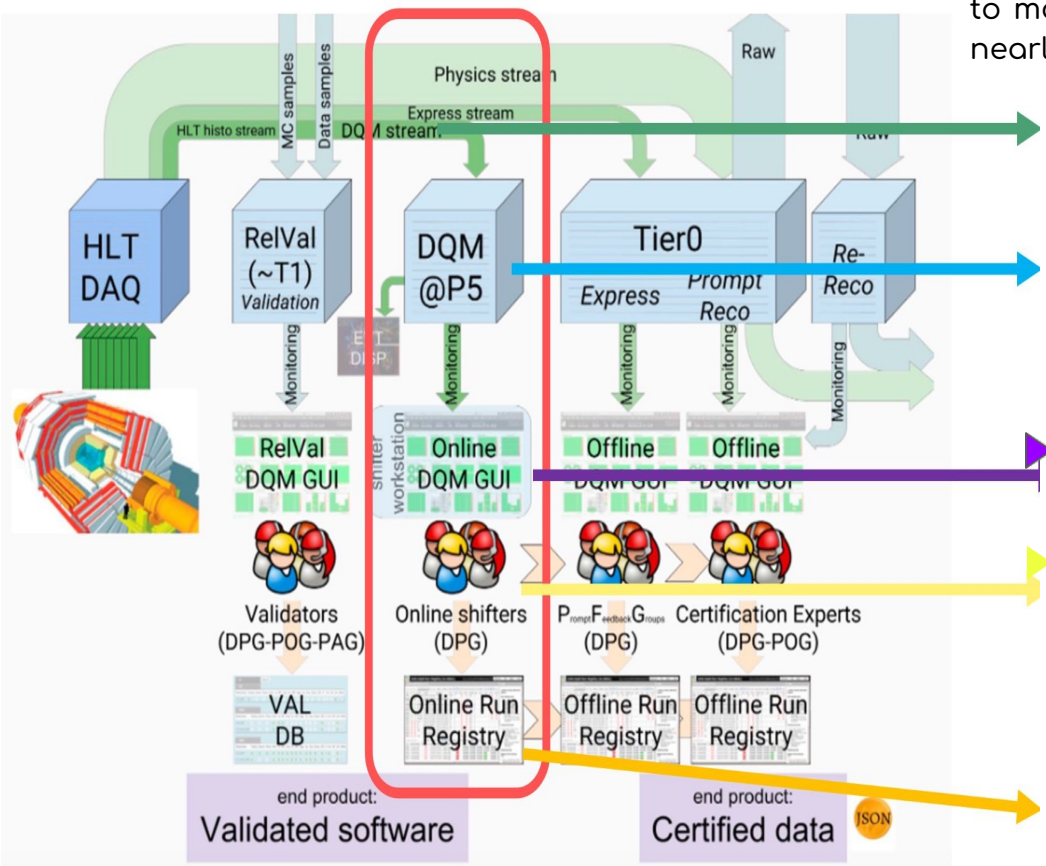 to mo
nearl
Raw
Physics stream
MC samples
Data samples
Express stream
HLT histo stream
DQM stream
Raw
HLT
DAQ
RelVal
(~T1)
Validation
DQM
@P5
Tier0
Express
Prompt
Reco
Re-
Reco
EVT
DISP
Monitoring
Monitoring
Monitoring
Monitoring
Monitoring
RelVal
DQM GUI
shifter
workstation
Online
DQM GUI
Offline
DQM GUI
Offline
DQM GUI
Validators
(DPG-POG-PAG)
Online shifters
(DPG)
PromptFeedbackGroups
(DPG)
Certification Experts
(DPG-POG)
VAL
DB
Online Run
Registry
Offline Run
Registry
Offline Run
Registry
end product:
Validated software
end product:
Certified data
JSON